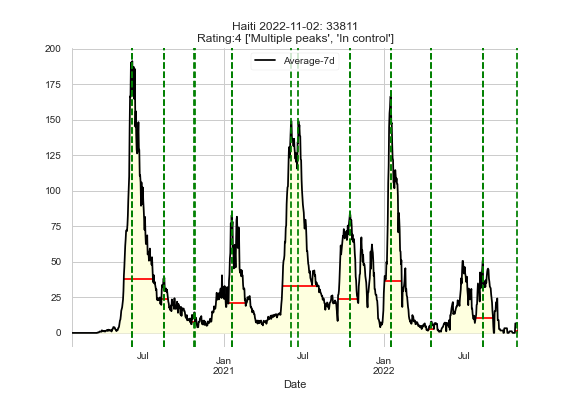 Haiti 2022-11-02: 33811
Rating:4 ['Multiple peaks', 'In control']
Average-7d
200
175
150
125
100
75
50
25
0
Jul
Jan
2021
Jul
Jan
2022
Jul
Date